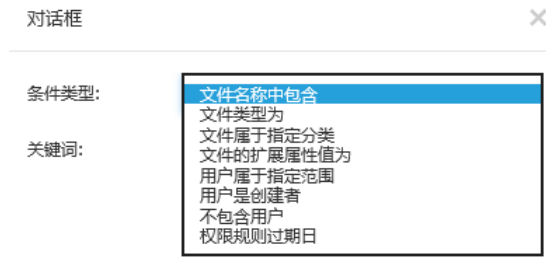 对话框
条件类型:
文件名称中包含
文件类型为
文件属于指定分类
文件的扩展属性值为
用户属于指定范围
用户是创建者
不包含用户
权限规则过期日
关键词: